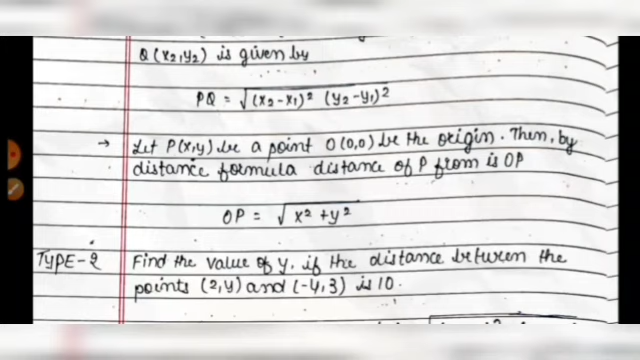 Q(x₂,y₂) is given by
PQ = √(x₂-x₁)² (y₂-y₁)²
→ Let P(x,y) be a point O(0,0) be the origin. Then, by
distance formula distance of P from is OP
OP = √x² + y²
TYPE-2 Find the value of y, if the distance between the
points (2,y) and (-4,3) is 10.